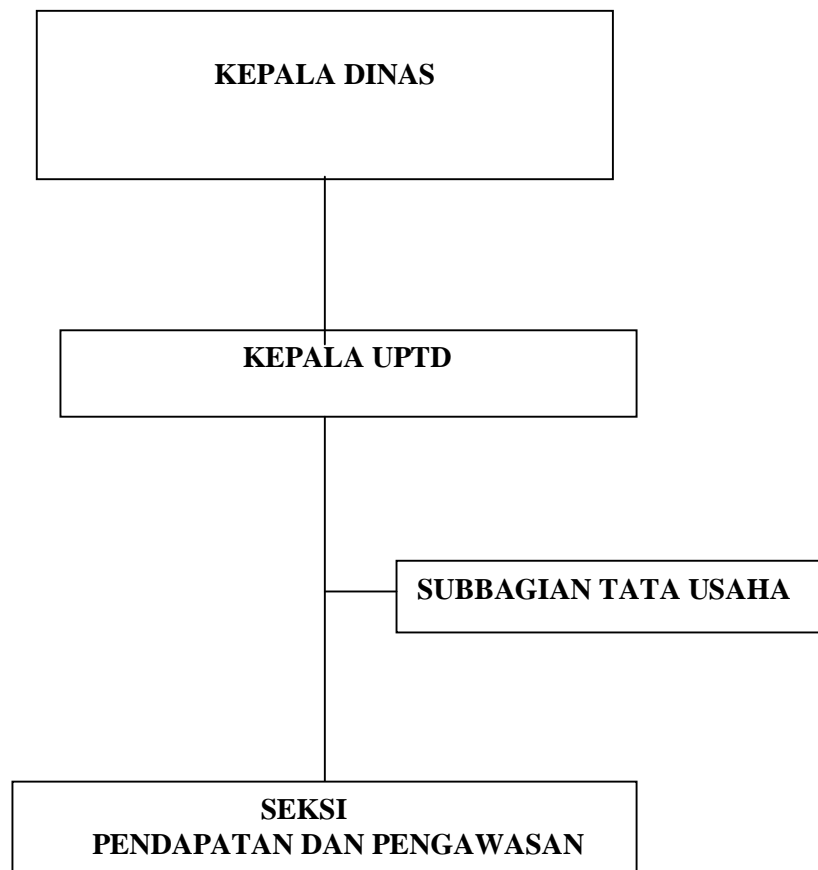 KEPALA DINAS
KEPALA UPTD
SUBBAGIAN TATA USAHA
SEKSI
PENDAPATAN DAN PENGAWASAN